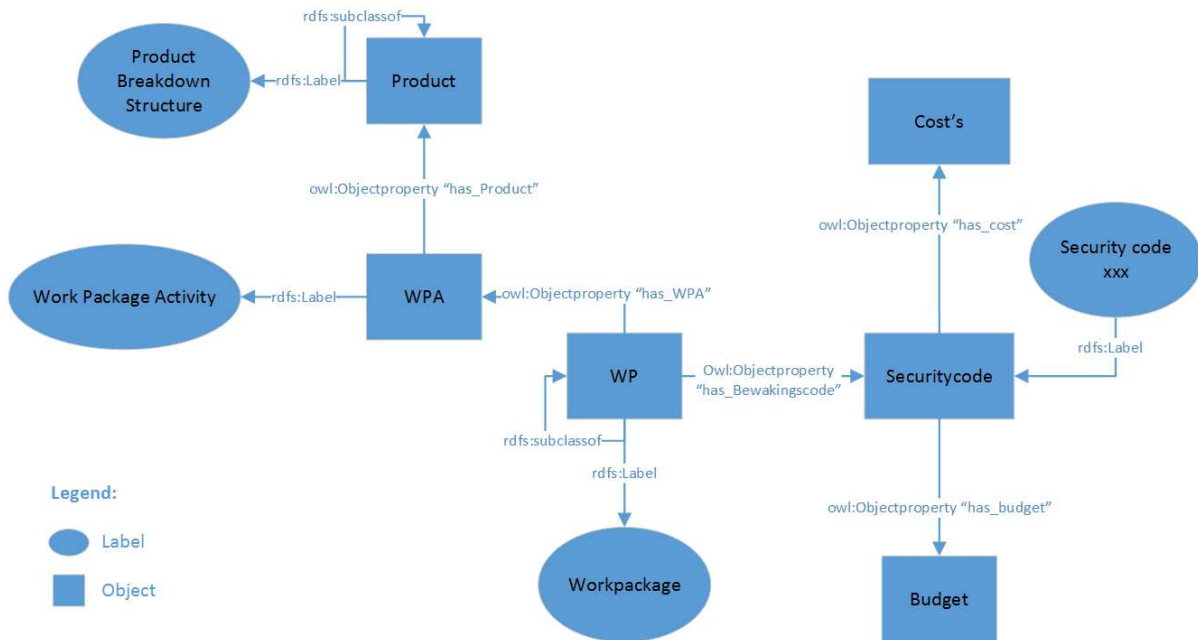 rdfs:subclassof
Product
Breakdown
Structure
rdfs:Label
Product
Cost's
owl:Objectproperty “has_Product”
owl:Objectproperty “has_cost”
Security code
xxx
Work Package Activity
rdfs:Label
WPA
owl:Objectproperty “has_WPA”
rdfs:Label
WP
Owl:Objectproperty
“has_Bewakingscode”
Securitycode
rdfs:subclassof
rdfs:Label
Legend:
owl:Objectproperty “has_budget”
Label
Object
Workpackage
Budget